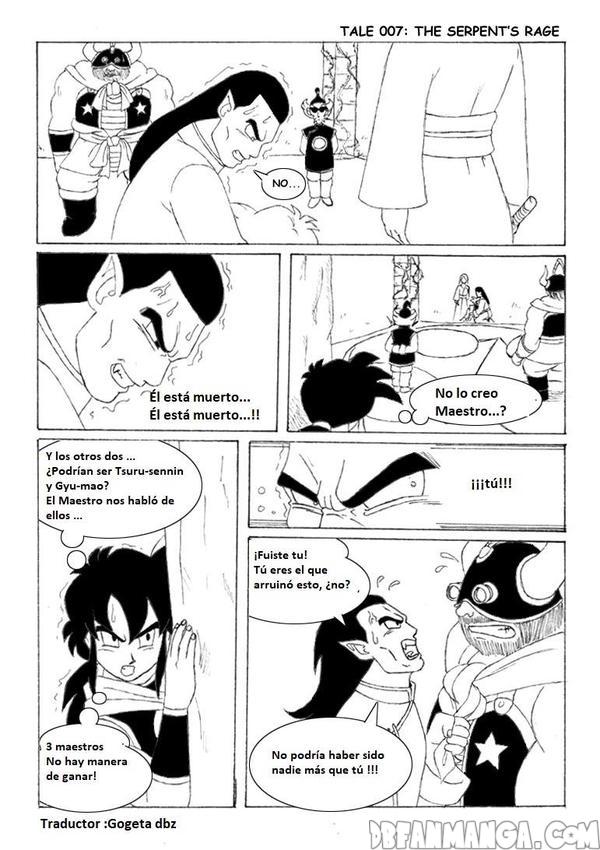 TALE 007: THE SERPENT'S RAGE
NO...
Él está muerto...
Él está muerto...!!
No lo creo
Maestro...?
Y los otros dos ...
¿Podrían ser Tsuru-sennin
y Gyu-mao?
El Maestro nos habló de
ellos ...
¡¡¡tú!!!
¡Fuiste tu!
Tú eres el que
arruinó esto, ¿no?
3 maestros
No hay manera
de ganar!
No podría haber sido
nadie más que tú !!!
Traductor :Gogeta dbz
DBFANMANGA.COM